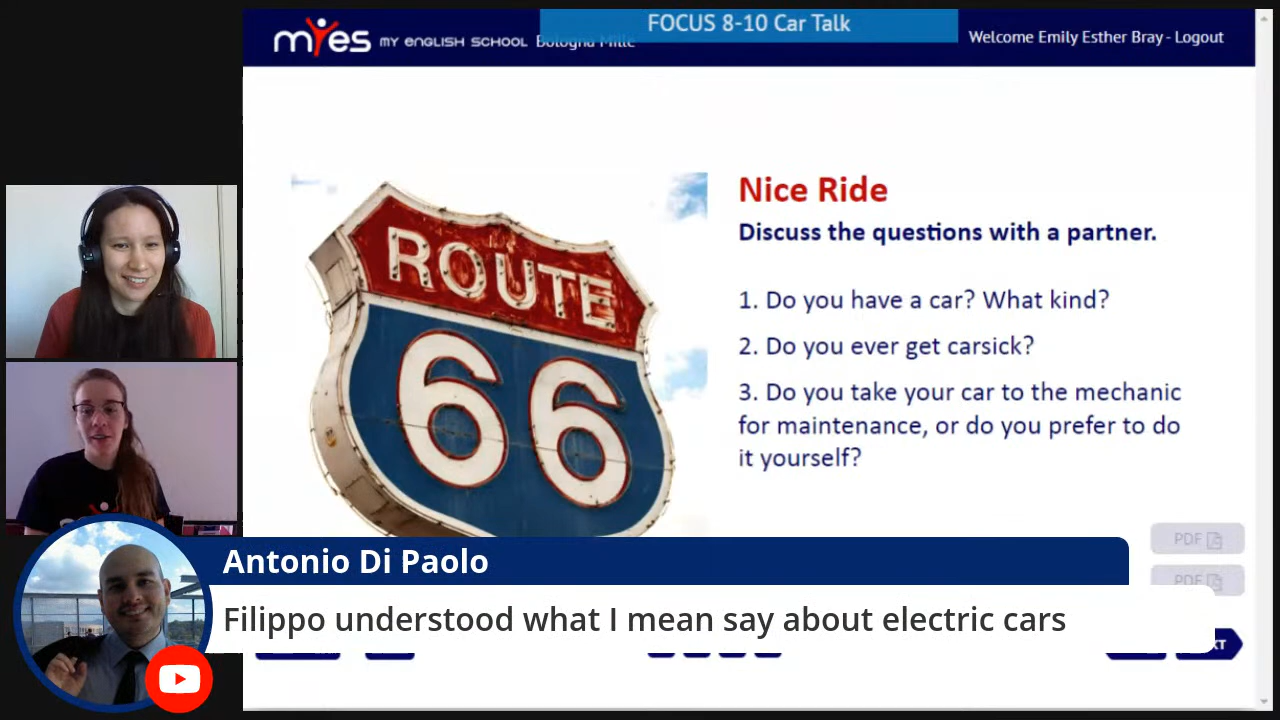 FOCUS 8-10 Car Talk
myes MY ENGLISH SCHOOL Bologna Mille
Welcome Emily Esther Bray - Logout
ROUTE
66
Nice Ride
Discuss the questions with a partner.
1. Do you have a car? What kind?
2. Do you ever get carsick?
3. Do you take your car to the mechanic
for maintenance, or do you prefer to do
it yourself?
PDF
PDF
Antonio Di Paolo
Filippo understood what I mean say about electric cars